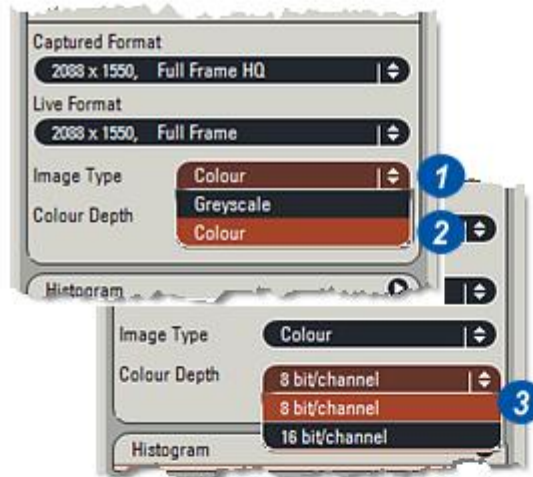 Captured Format
2088 x 1550, Full Frame HQ
Live Format
2088 x 1550, Full Frame
Image Type Colour 1
Greyscale
Colour Depth
Colour 2
Histogram
Image Type Colour
Colour Depth 8 bit/channel
8 bit/channel 3
16 bit/channel
Histogram